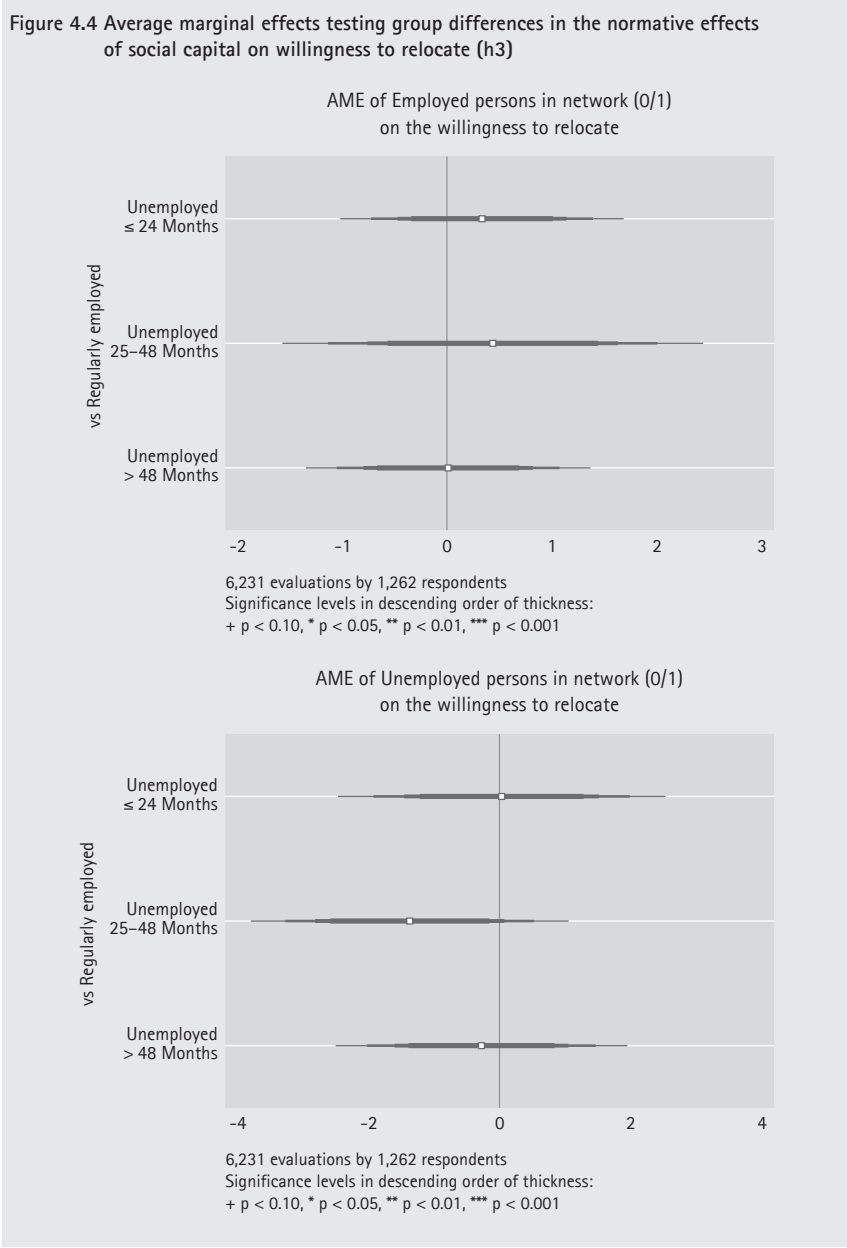 Figure 4.4 Average marginal effects testing group differences in the normative effects
of social capital on willingness to relocate (h3)
AME of Employed persons in network (0/1)
on the willingness to relocate
vs Regularly employed
Unemployed
≤ 24 Months
Unemployed
25–48 Months
Unemployed
> 48 Months
-2 -1 0 1 2 3
6,231 evaluations by 1,262 respondents
Significance levels in descending order of thickness:
+ p < 0.10, * p < 0.05, ** p < 0.01, *** p < 0.001
AME of Unemployed persons in network (0/1)
on the willingness to relocate
vs Regularly employed
Unemployed
≤ 24 Months
Unemployed
25–48 Months
Unemployed
> 48 Months
-4 -2 0 2 4
6,231 evaluations by 1,262 respondents
Significance levels in descending order of thickness:
+ p < 0.10, * p < 0.05, ** p < 0.01, *** p < 0.001